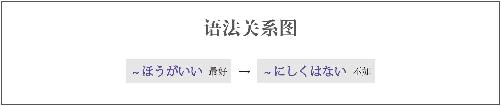 语法关系图
~ほうがいい 最好 → ~にしくはない 不如